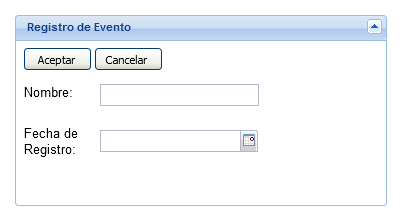 Registro de Evento
Aceptar Cancelar
Nombre:
Fecha de
Registro: